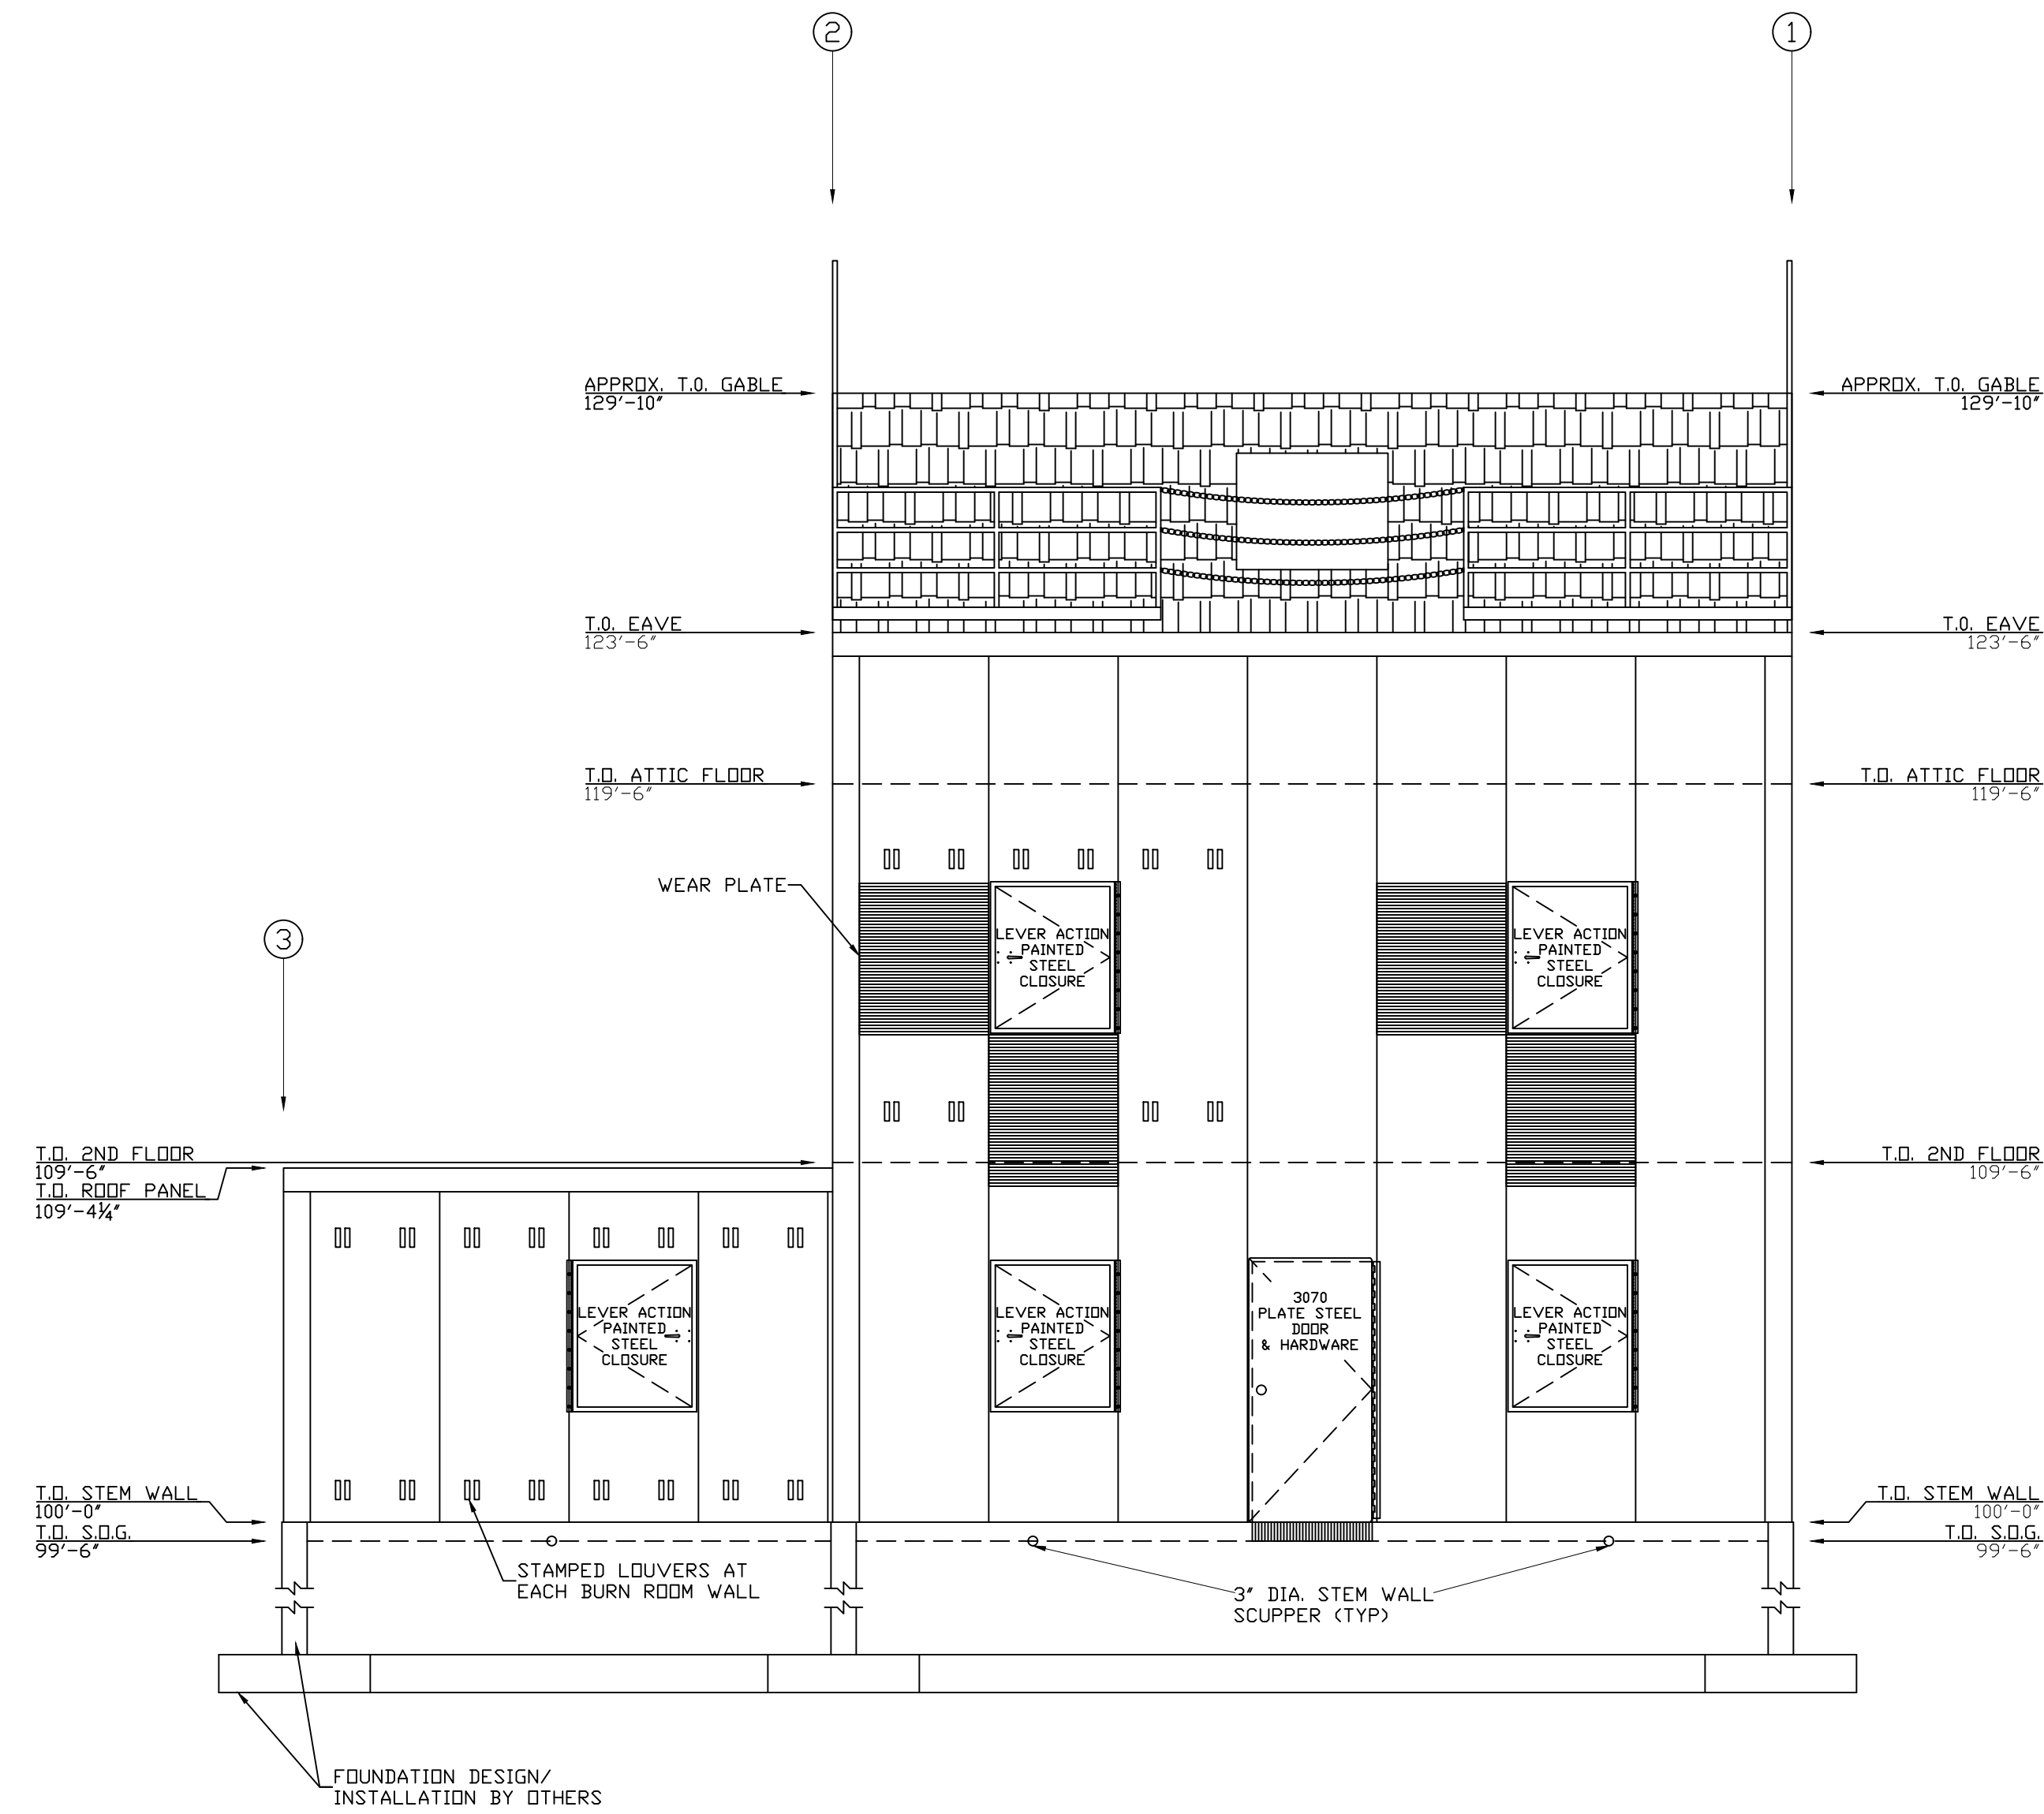 2
1
APPROX. T.O. GABLE
129'-10"
APPROX. T.O. GABLE
129'-10"
T.O. EAVE
123'-6"
T.O. EAVE
123'-6"
T.O. ATTIC FLOOR
119'-6"
T.O. ATTIC FLOOR
119'-6"
WEAR PLATE
LEVER ACTION
PAINTED
STEEL
CLOSURE
LEVER ACTION
PAINTED
STEEL
CLOSURE
3
T.O. 2ND FLOOR
109'-6"
T.O. ROOF PANEL
109'-4¼"
T.O. 2ND FLOOR
109'-6"
LEVER ACTION
PAINTED
STEEL
CLOSURE
LEVER ACTION
PAINTED
STEEL
CLOSURE
3070
PLATE STEEL
DOOR
& HARDWARE
LEVER ACTION
PAINTED
STEEL
CLOSURE
T.O. STEM WALL
100'-0"
T.O. S.O.G.
99'-6"
T.O. STEM WALL
100'-0"
T.O. S.O.G.
99'-6"
STAMPED LOUVERS AT
EACH BURN ROOM WALL
3" DIA. STEM WALL
SCUPPER (TYP)
FOUNDATION DESIGN/
INSTALLATION BY OTHERS